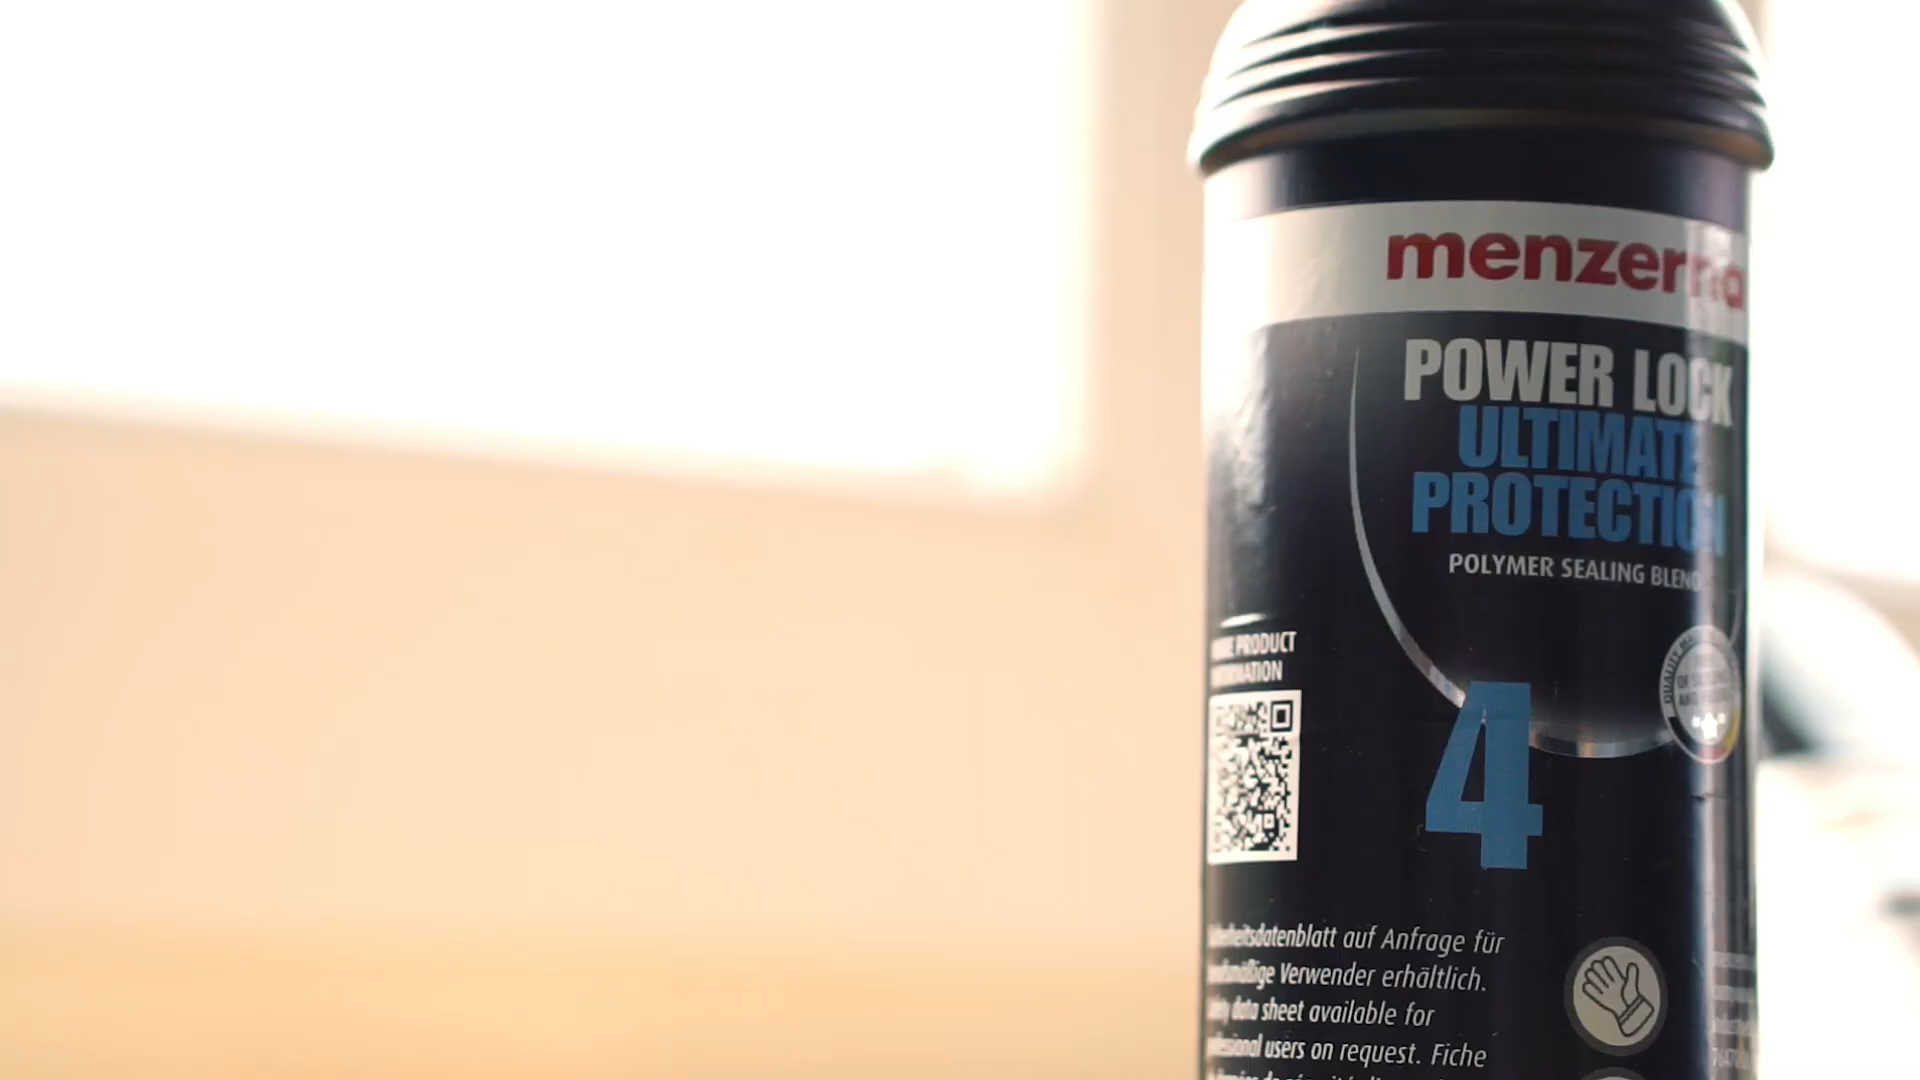 menzerna
POWER LOCK
ULTIMATE
PROTECTION
POLYMER SEALING BLEND
PRODUCT
4
auf Anfrage für
Verwender erhältlich.
data sheet available for
users on request. Fiche